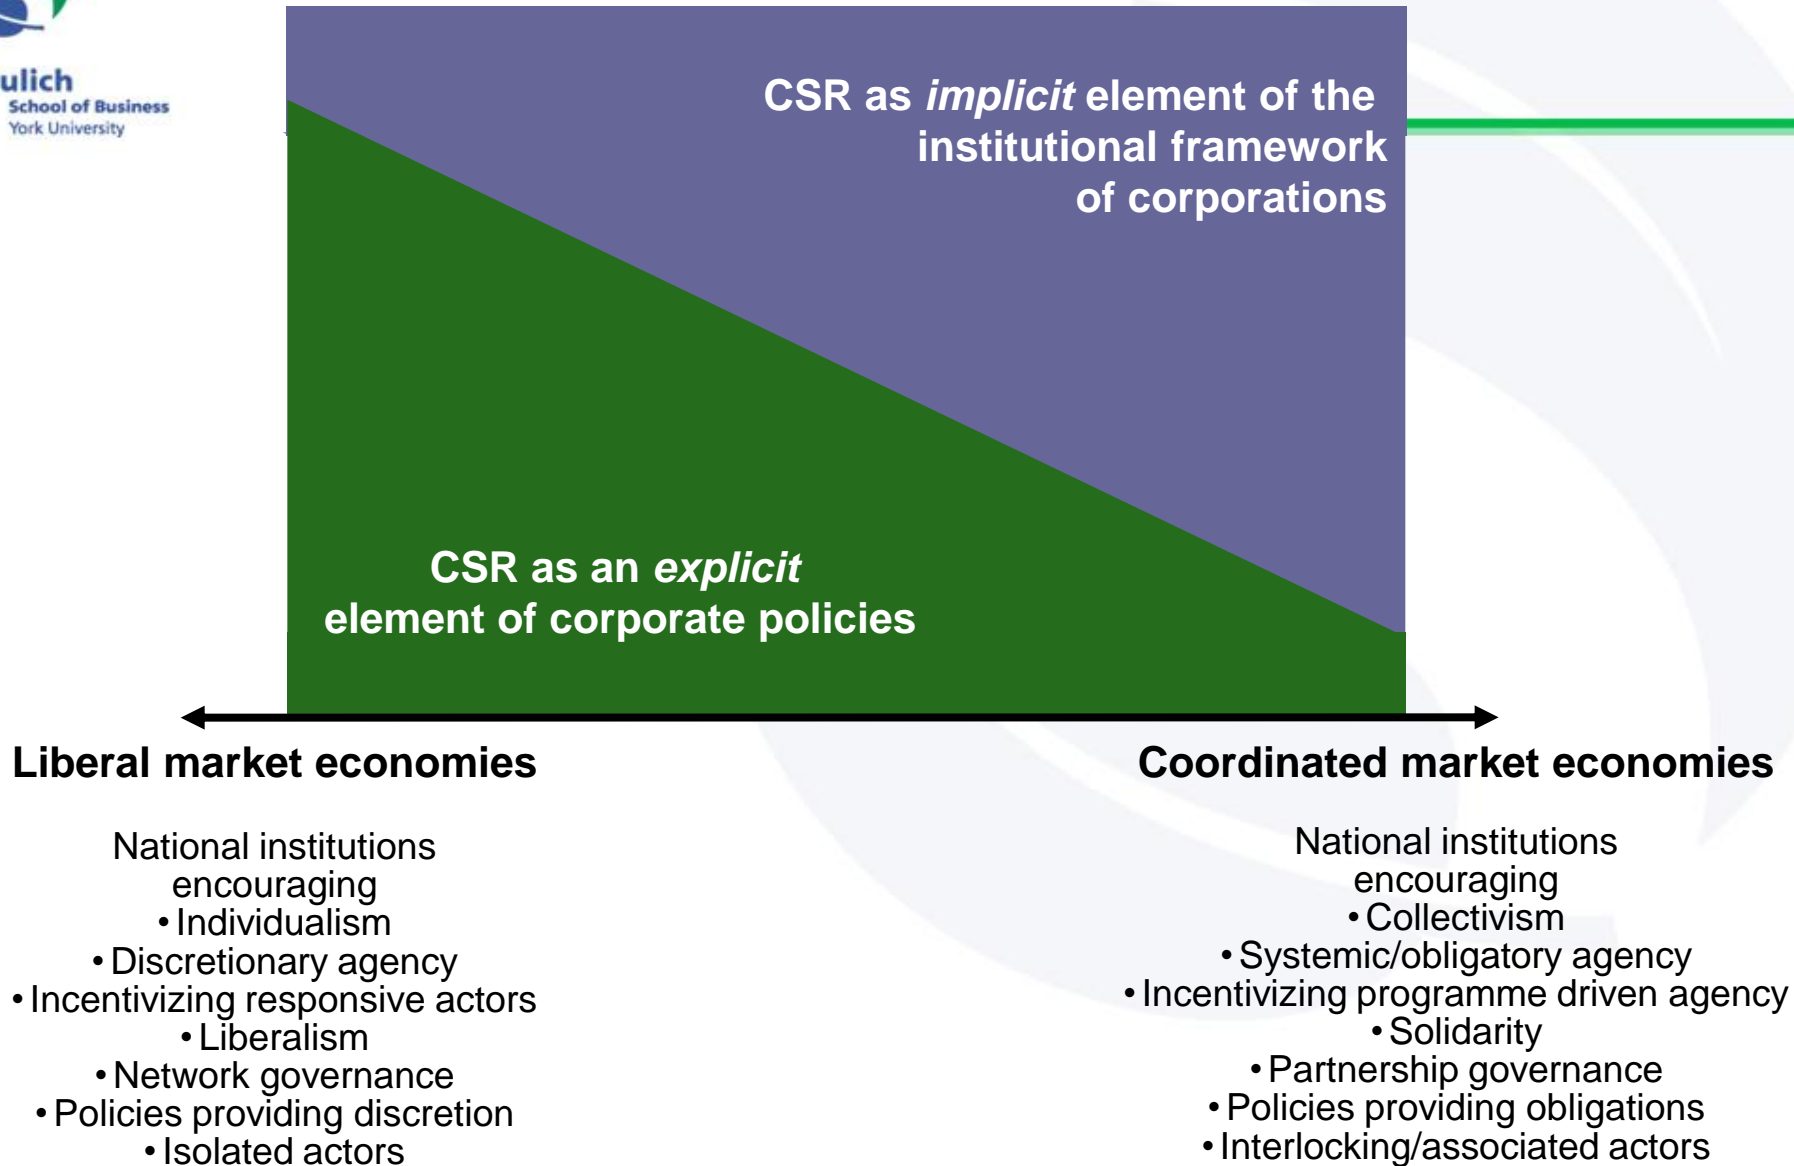 ulich
School of Business
York University
CSR as implicit element of the
institutional framework
of corporations
CSR as an explicit
element of corporate policies
Liberal market economies
National institutions
encouraging
• Individualism
• Discretionary agency
• Incentivizing responsive actors
• Liberalism
• Network governance
• Policies providing discretion
• Isolated actors
Coordinated market economies
National institutions
encouraging
• Collectivism
• Systemic/obligatory agency
• Incentivizing programme driven agency
• Solidarity
• Partnership governance
• Policies providing obligations
• Interlocking/associated actors